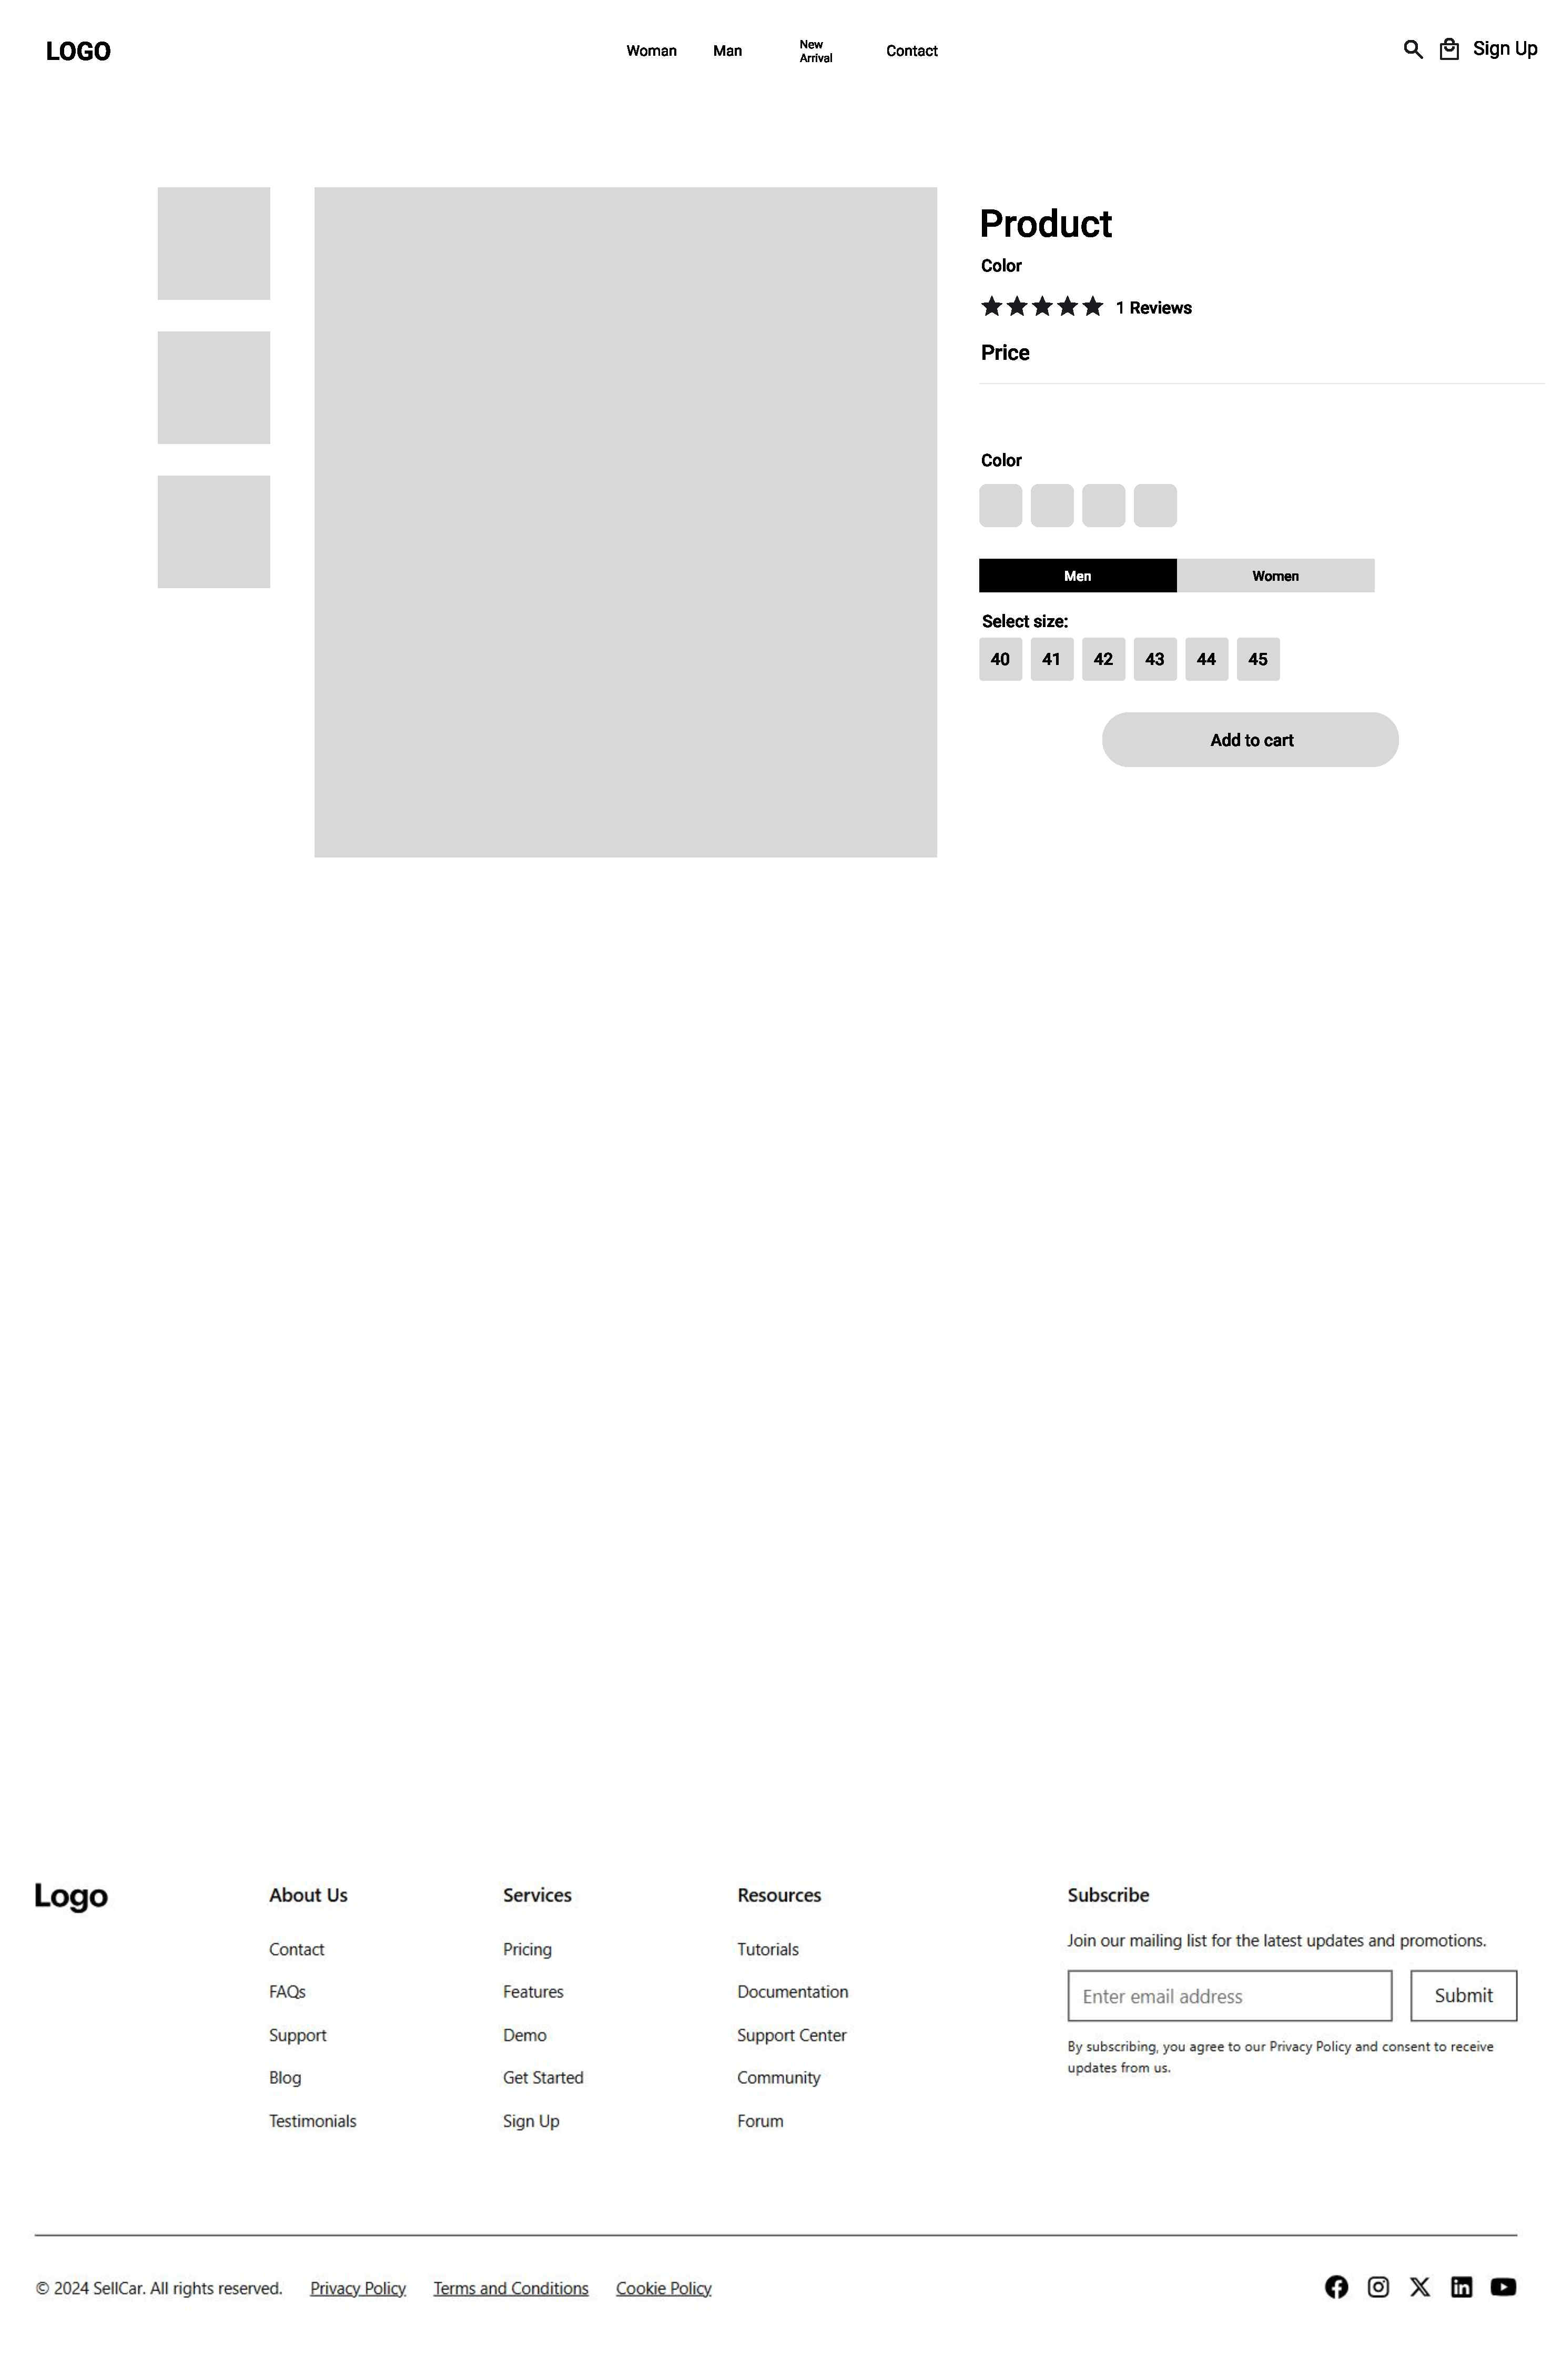 LOGO
Woman
Man
New
Arrival
Contact
Sign Up
Product
Color
1 Reviews
Price
Color
Men
Women
Select size:
40
41
42
43
44
45
Add to cart
Logo
About Us
Contact
FAQs
Support
Blog
Testimonials
Services
Pricing
Features
Demo
Get Started
Sign Up
Resources
Tutorials
Documentation
Support Center
Community
Forum
Subscribe
Join our mailing list for the latest updates and promotions.
Enter email address
Submit
By subscribing, you agree to our Privacy Policy and consent to receive
updates from us.
© 2024 SellCar. All rights reserved.
Privacy Policy
Terms and Conditions
Cookie Policy